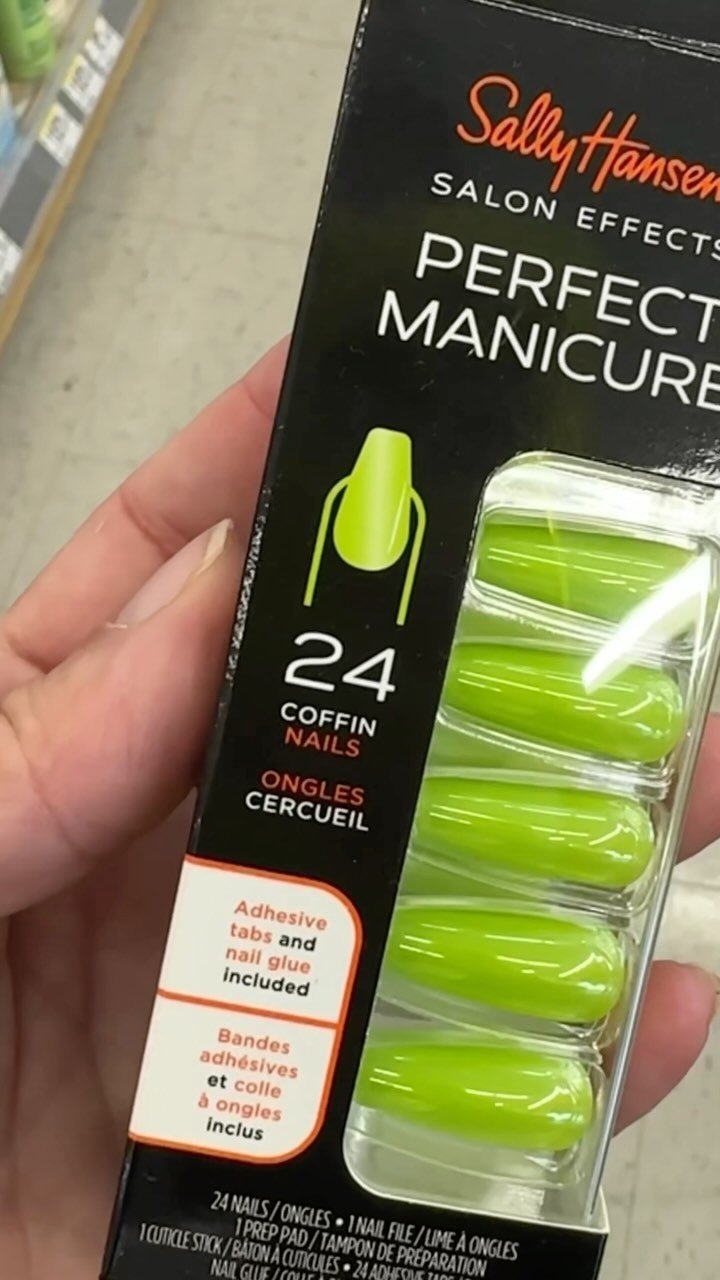 Sally Hansen
SALON EFFECTS
PERFECT
MANICURE
24
COFFIN
NAILS
ONGLES
CERCUEIL
Adhesive
tabs and
nail glue
included
Bandes
adhésives
et colle
à ongles
inclus
24 NAILS / ONGLES • 1 NAIL FILE / LIME À ONGLES
1 PREP PAD / TAMPON DE PRÉPARATION
1 CUTICLE STICK / BÂTON À CUTICULES • 24 ADHESIVE
NAIL GLUE